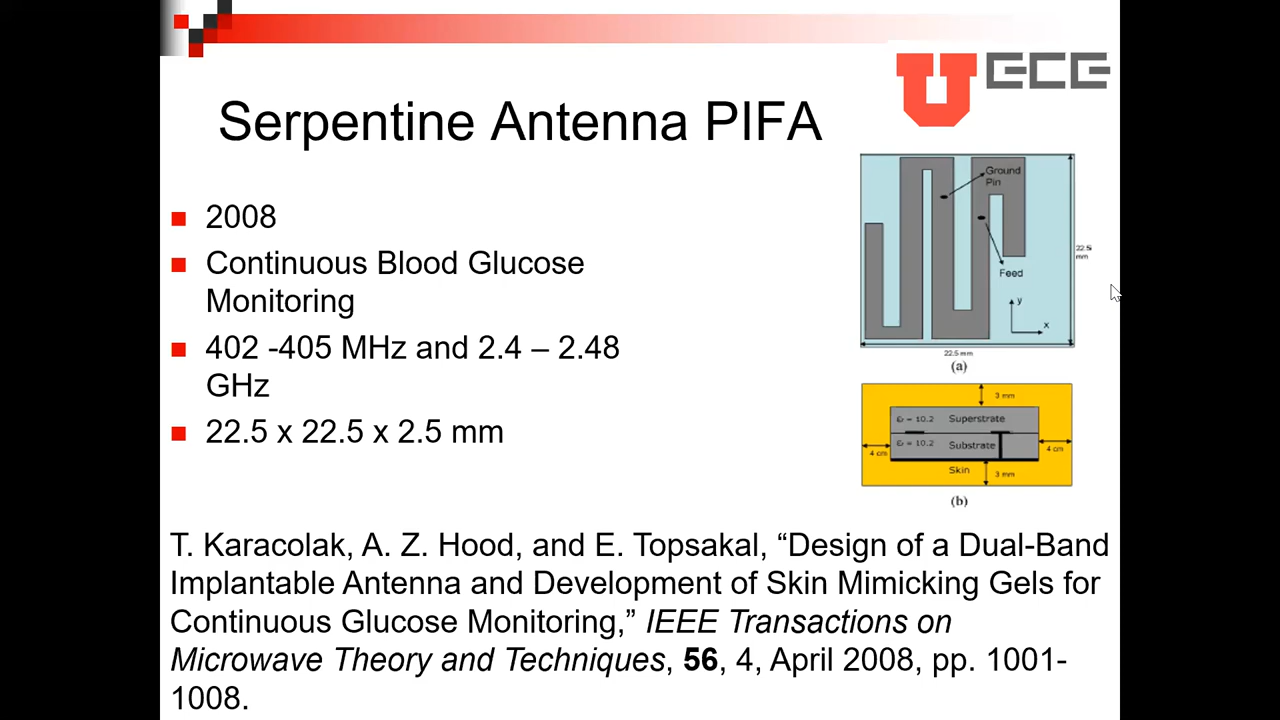 U ECE
Serpentine Antenna PIFA
2008
Continuous Blood Glucose
Monitoring
402 -405 MHz and 2.4 – 2.48
GHz
22.5 x 22.5 x 2.5 mm
Ground
Pin
Feed
y
x
22.5
mm
22.5 mm
(a)
3 mm
εr = 10.2 Superstrate
εr = 10.2 Substrate
4 cm
4 cm
Skin
3 mm
(b)
T. Karacolak, A. Z. Hood, and E. Topsakal, “Design of a Dual-Band
Implantable Antenna and Development of Skin Mimicking Gels for
Continuous Glucose Monitoring,” IEEE Transactions on
Microwave Theory and Techniques, 56, 4, April 2008, pp. 1001-
1008.